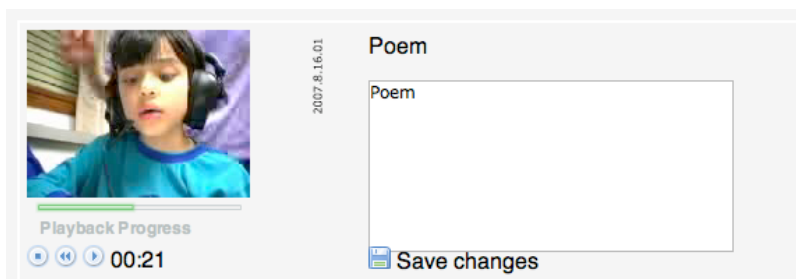 2007.8.16.01
Poem
Poem
Playback Progress
00:21
Save changes